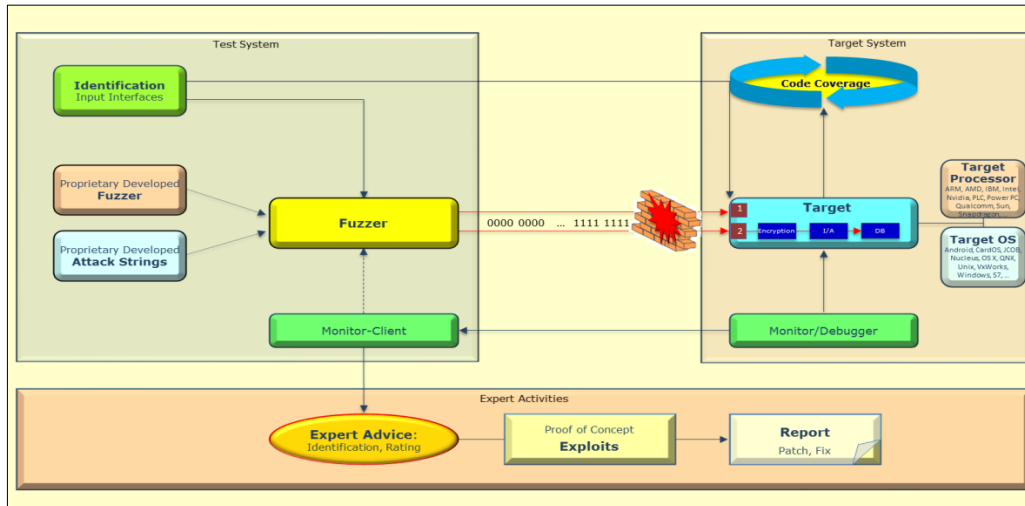 Test System
Identification
Input Interfaces
Proprietary Developed
Fuzzer
Proprietary Developed
Attack Strings
Fuzzer
Monitor-Client
0000 0000 ... 1111 1111
Target System
Code Coverage
1
2
Target
Encryption
I/A
DB
Target
Processor
ARM, AMD, IBM, Intel,
Nvidia, PLC, Power PC,
Qualcomm, Sun,
Snapdragon...
Target OS
Android, CardOS, JCOB,
Nucleus, OS X, QNX,
Unix, VxWorks,
Windows, S7, ...
Monitor/Debugger
Expert Activities
Expert Advice:
Identification, Rating
Proof of Concept
Exploits
Report
Patch, Fix